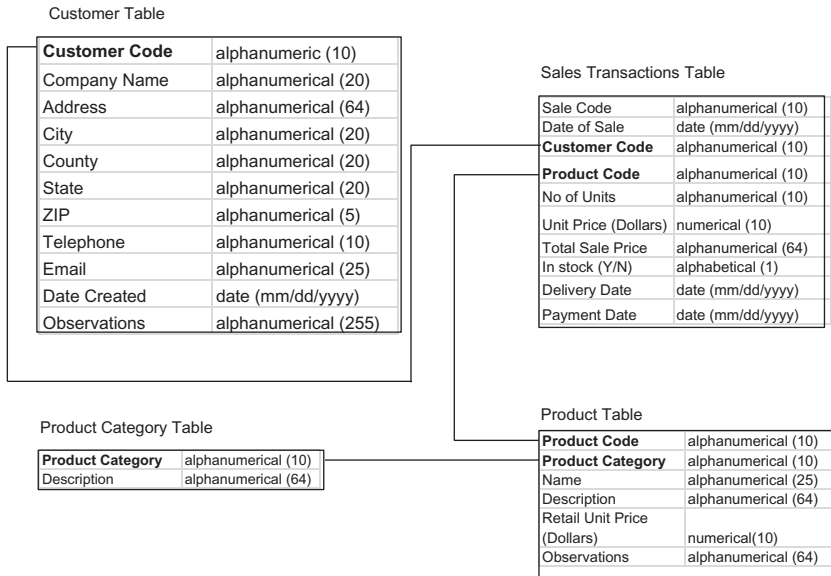 Customer Table
Customer Code alphanumeric (10)
Company Name alphanumerical (20)
Address alphanumerical (64)
City alphanumerical (20)
County alphanumerical (20)
State alphanumerical (20)
ZIP alphanumerical (5)
Telephone alphanumerical (10)
Email alphanumerical (25)
Date Created date (mm/dd/yyyy)
Observations alphanumerical (255)
Sales Transactions Table
Sale Code alphanumerical (10)
Date of Sale date (mm/dd/yyyy)
Customer Code alphanumerical (10)
Product Code alphanumerical (10)
No of Units alphanumerical (10)
Unit Price (Dollars) numerical (10)
Total Sale Price alphanumerical (64)
In stock (Y/N) alphabetical (1)
Delivery Date date (mm/dd/yyyy)
Payment Date date (mm/dd/yyyy)
Product Category Table
Product Category alphanumerical (10)
Description alphanumerical (64)
Product Table
Product Code alphanumerical (10)
Product Category alphanumerical (10)
Name alphanumerical (25)
Description alphanumerical (64)
Retail Unit Price
(Dollars) numerical(10)
Observations alphanumerical (64)